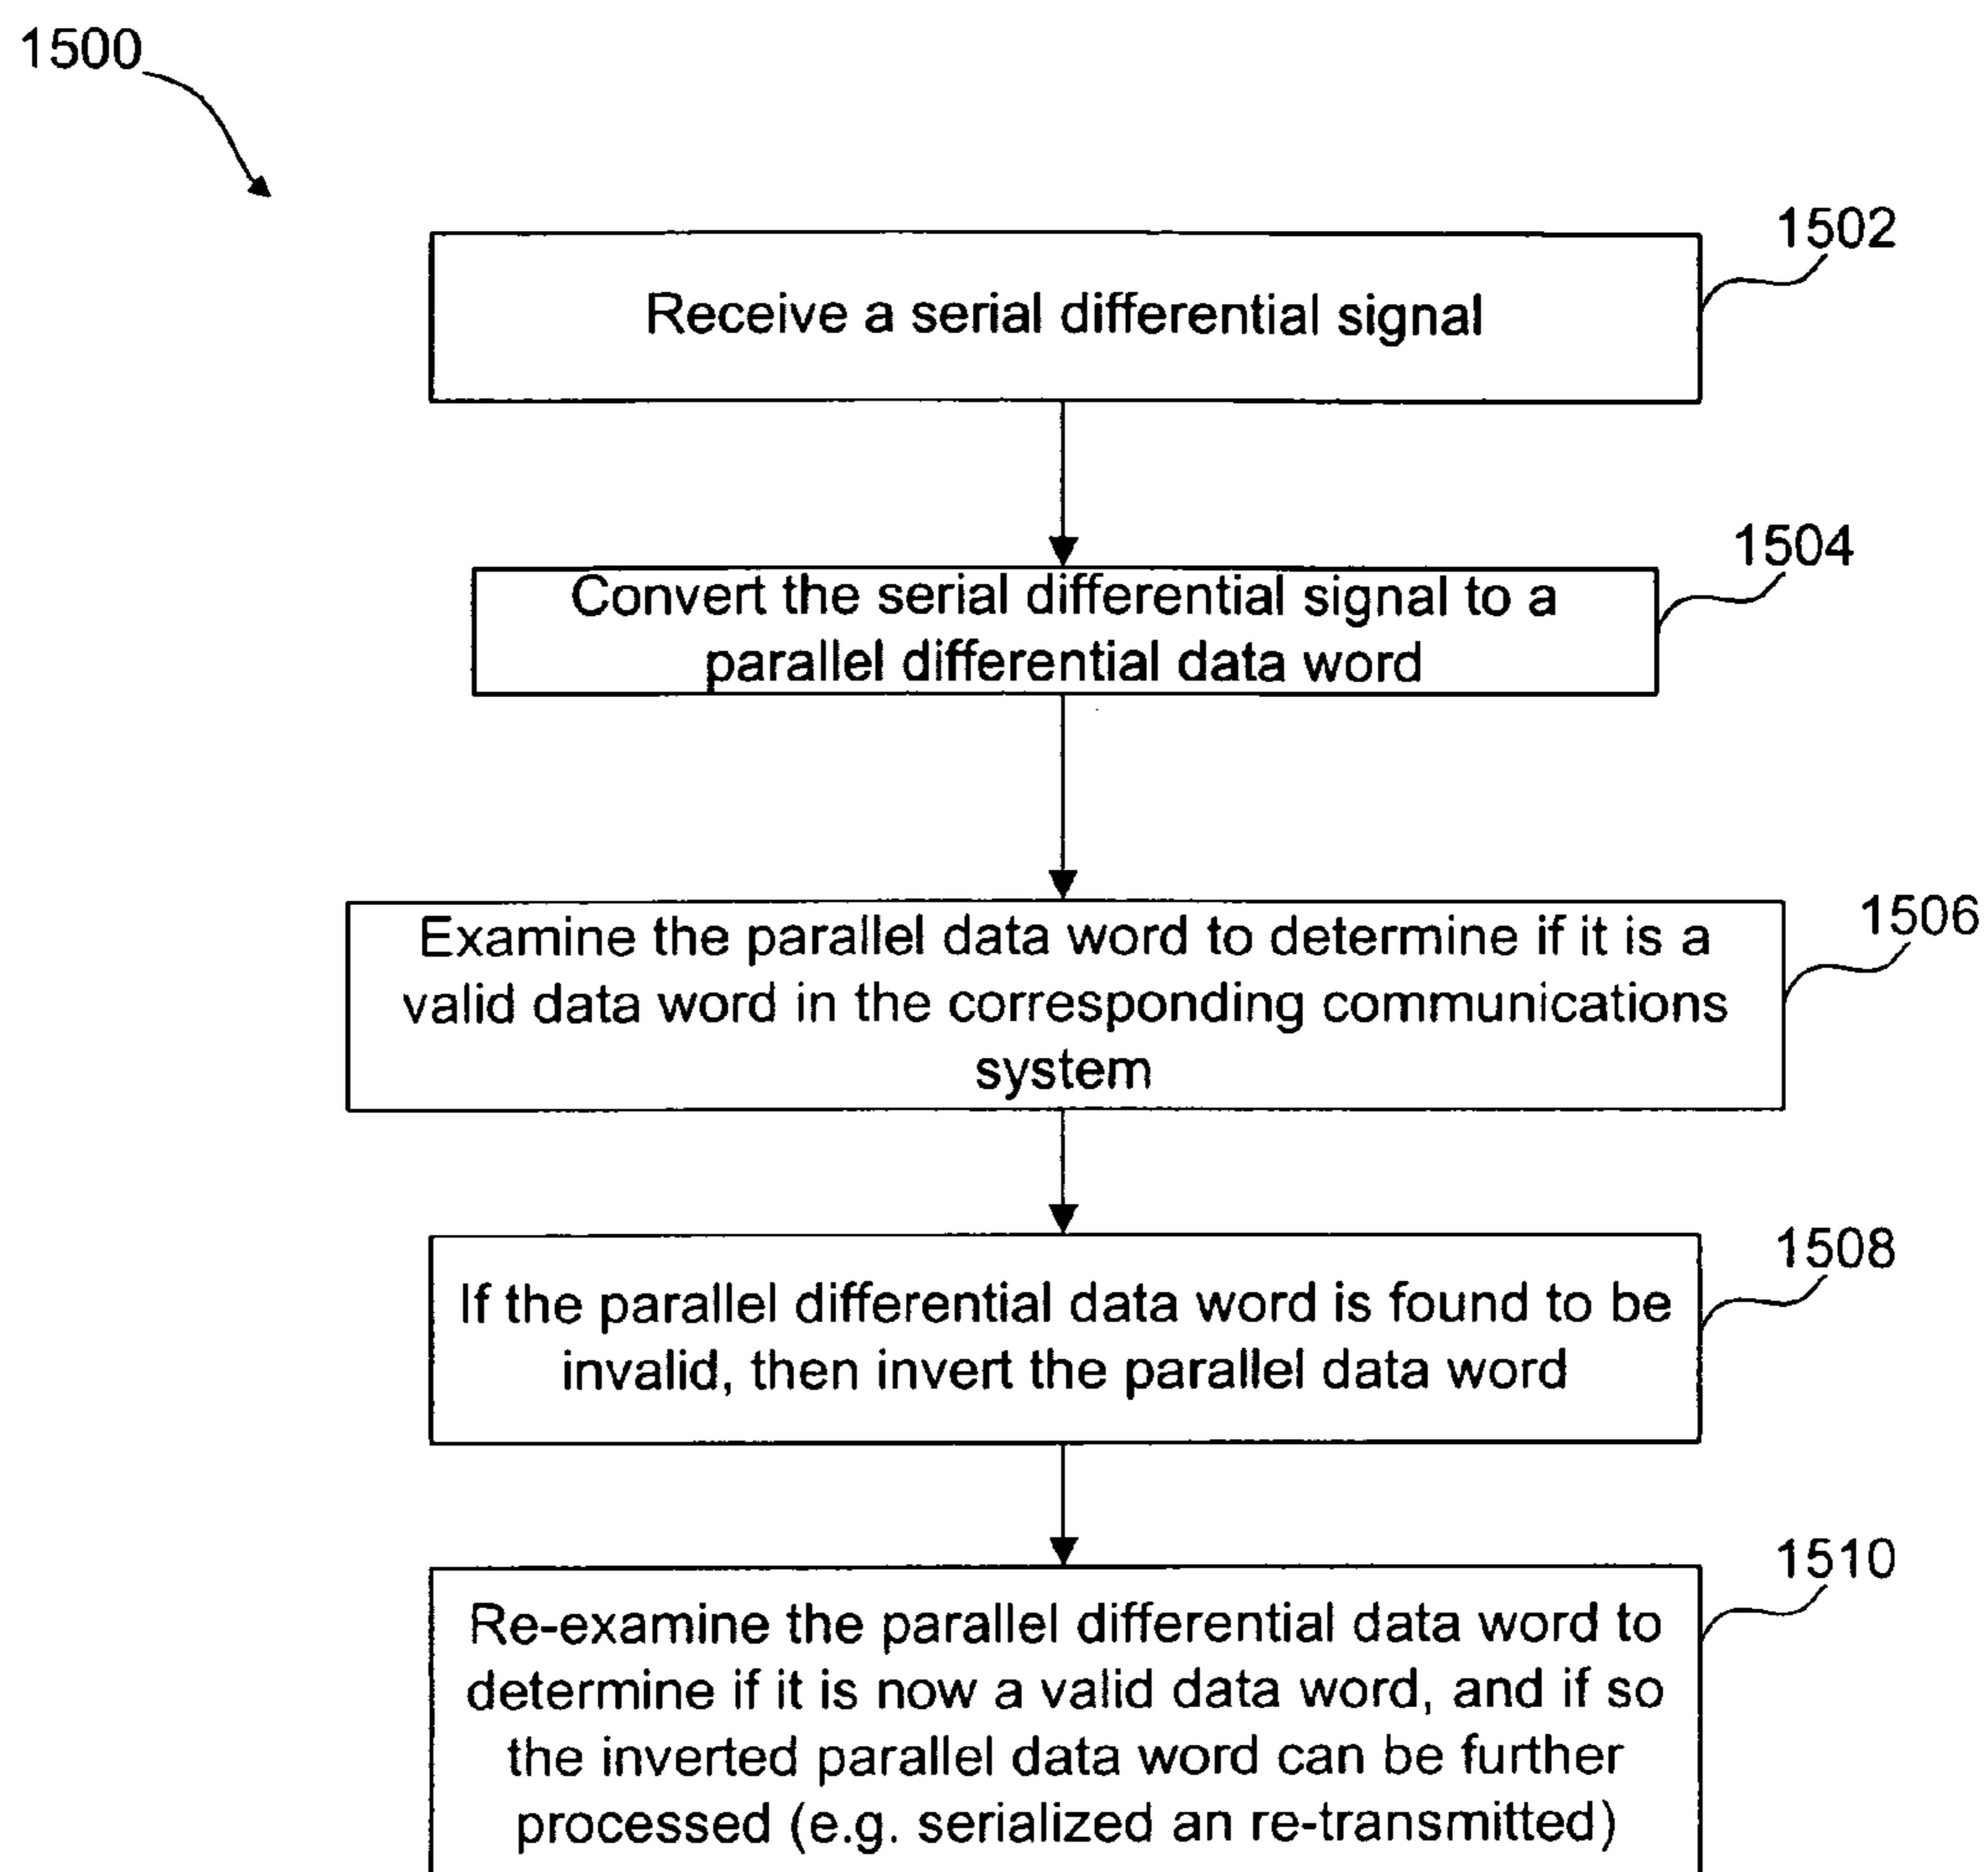 1500
1502
Receive a serial differential signal
1504
Convert the serial differential signal to a
parallel differential data word
1506
Examine the parallel data word to determine if it is a
valid data word in the corresponding communications
system
1508
If the parallel differential data word is found to be
invalid, then invert the parallel data word
1510
Re-examine the parallel differential data word to
determine if it is now a valid data word, and if so
the inverted parallel data word can be further
processed (e.g. serialized an re-transmitted)